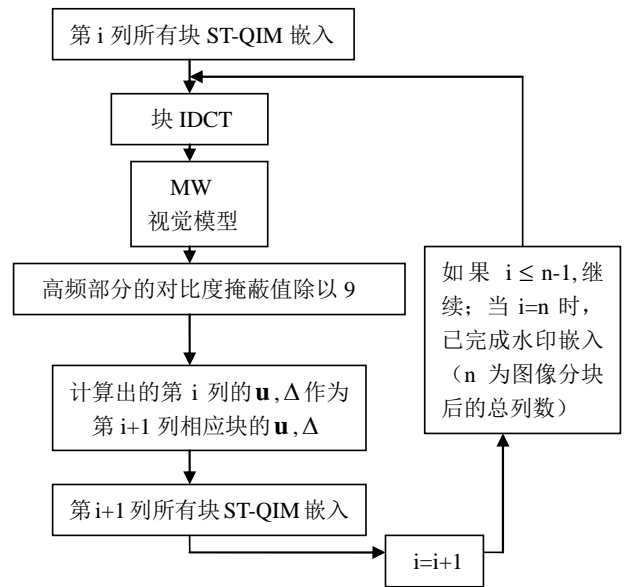 第 i 列所有块 ST-QIM 嵌入
块 IDCT
MW
视觉模型
高频部分的对比度掩蔽值除以 9
计算出的第 i 列的 u , Δ 作为
第 i+1 列相应块的 u , Δ
第 i+1 列所有块 ST-QIM 嵌入
i=i+1
如果 i ≤ n-1,继
续；当 i=n 时，
已完成水印嵌入
（n 为图像分块
后的总列数）